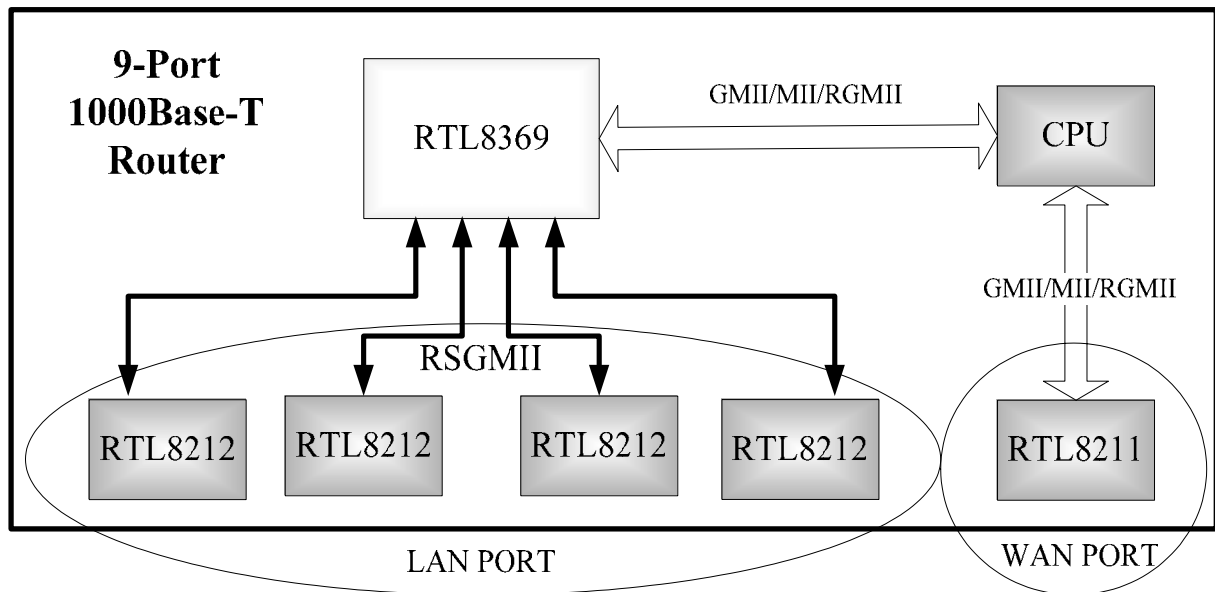 9-Port
1000Base-T
Router
RTL8369
GMII/MII/RGMII
CPU
GMII/MII/RGMII
RSGMII
RTL8212
RTL8212
RTL8212
RTL8212
RTL8211
LAN PORT
WAN PORT